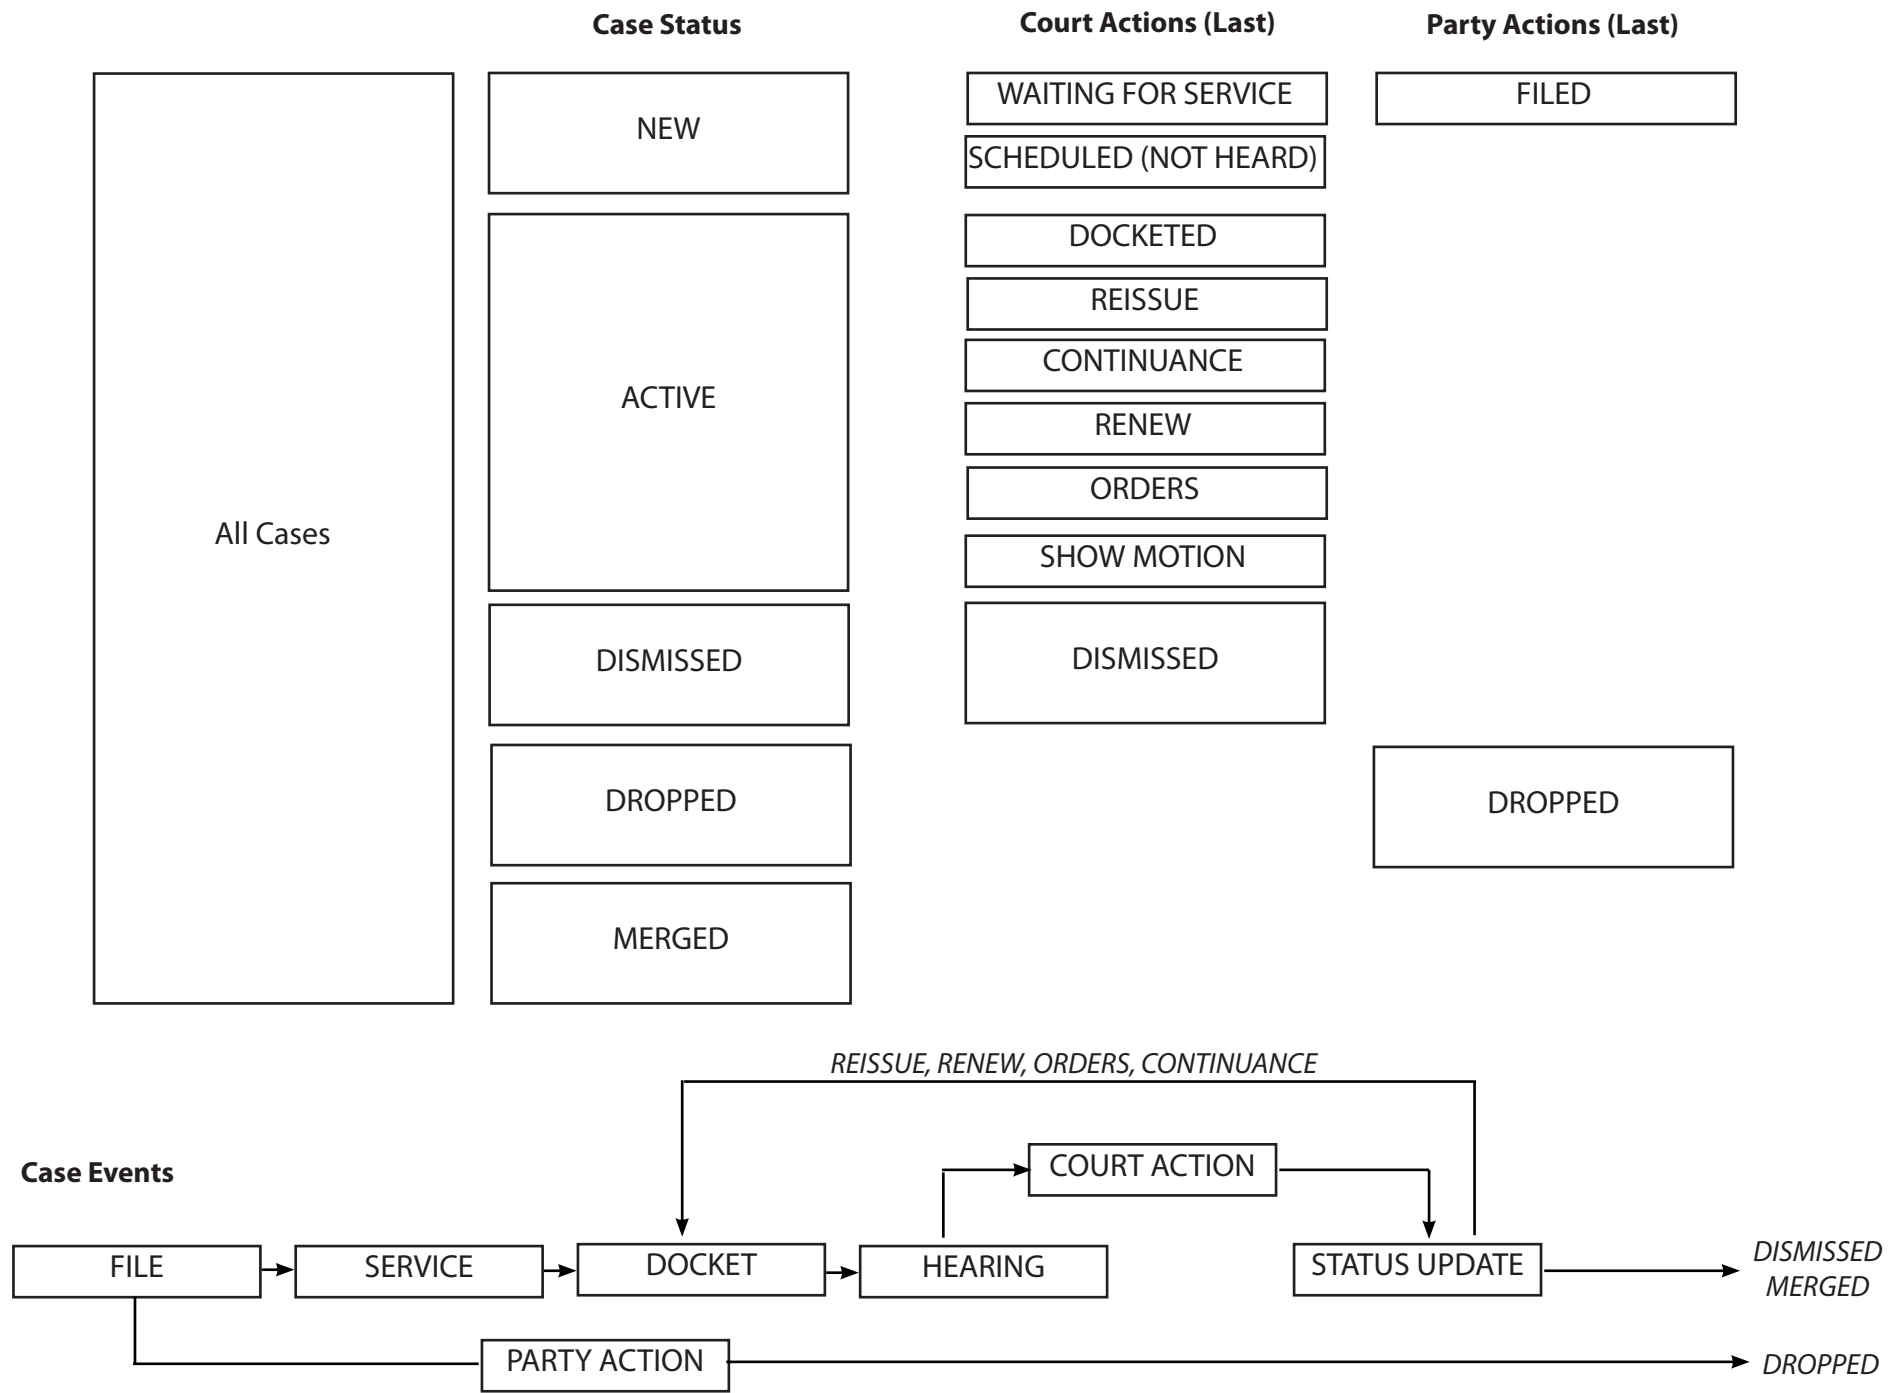 Case Status
Court Actions (Last)
Party Actions (Last)
All Cases
NEW
WAITING FOR SERVICE
FILED
SCHEDULED (NOT HEARD)
ACTIVE
DOCKETED
REISSUE
CONTINUANCE
RENEW
ORDERS
SHOW MOTION
DISMISSED
DISMISSED
DROPPED
DROPPED
MERGED
REISSUE, RENEW, ORDERS, CONTINUANCE
Case Events
COURT ACTION
FILE
SERVICE
DOCKET
HEARING
STATUS UPDATE
DISMISSED
MERGED
PARTY ACTION
DROPPED